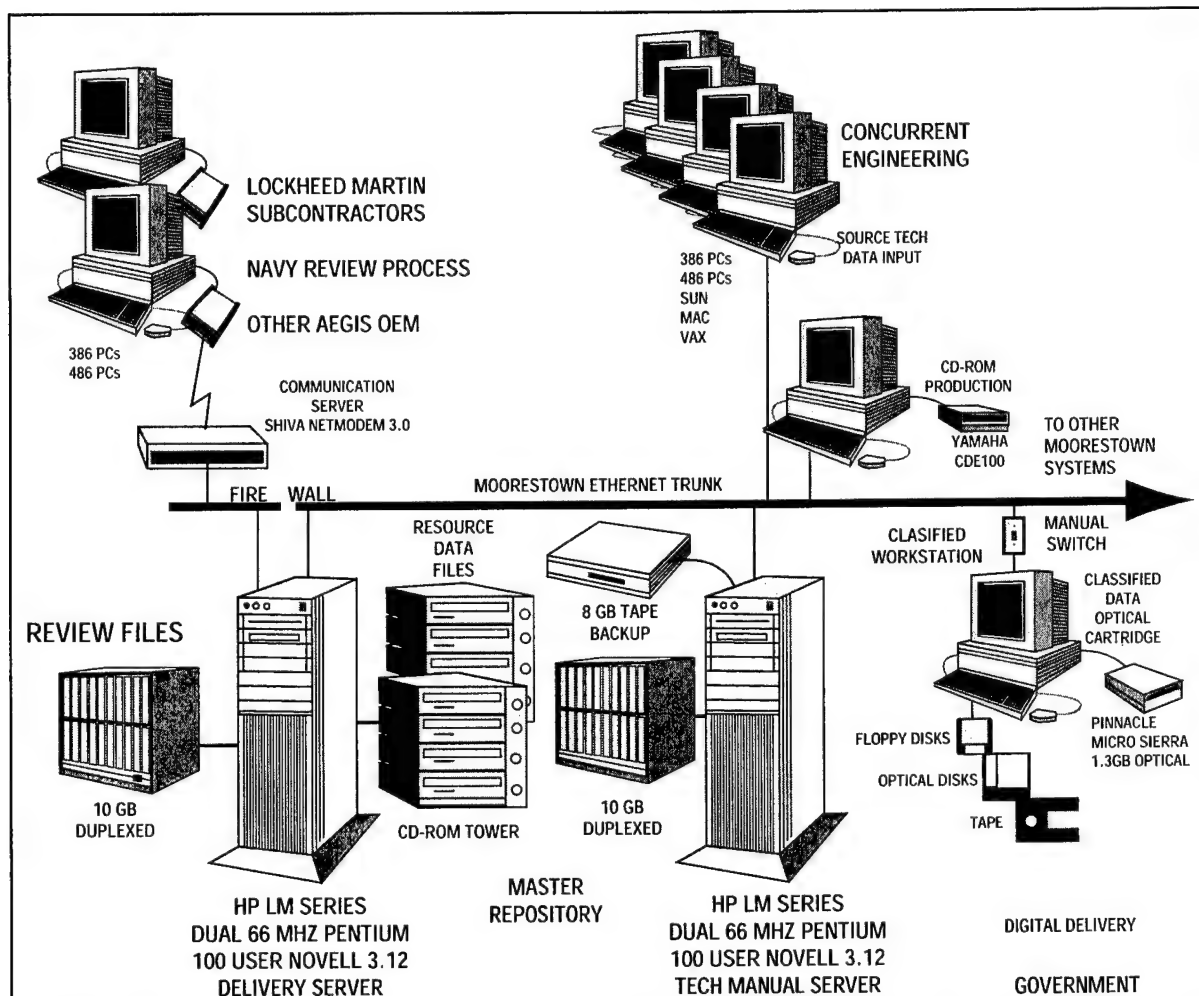 LOCKHEED MARTIN
SUBCONTRACTORS
NAVY REVIEW PROCESS
OTHER AEGIS OEM
386 PCs
486 PCs
COMMUNICATION
SERVER
SHIVA NETMODEM 3.0
CONCURRENT
ENGINEERING
SOURCE TECH
DATA INPUT
386 PCs
486 PCs
SUN
MAC
VAX
CD-ROM
PRODUCTION
YAMAHA
CDE100
TO OTHER
MOORESTOWN
SYSTEMS
FIRE WALL
MOORESTOWN ETHERNET TRUNK
RESOURCE
DATA
FILES
8 GB TAPE
BACKUP
CLASIFIED
WORKSTATION
MANUAL
SWITCH
CLASSIFIED
DATA
OPTICAL
CARTRIDGE
REVIEW FILES
10 GB
DUPLEXED
CD-ROM TOWER
10 GB
DUPLEXED
FLOPPY DISKS
OPTICAL DISKS
TAPE
PINNACLE
MICRO SIERRA
1.3GB OPTICAL
HP LM SERIES
DUAL 66 MHZ PENTIUM
100 USER NOVELL 3.12
DELIVERY SERVER
MASTER
REPOSITORY
HP LM SERIES
DUAL 66 MHZ PENTIUM
100 USER NOVELL 3.12
TECH MANUAL SERVER
DIGITAL DELIVERY
GOVERNMENT